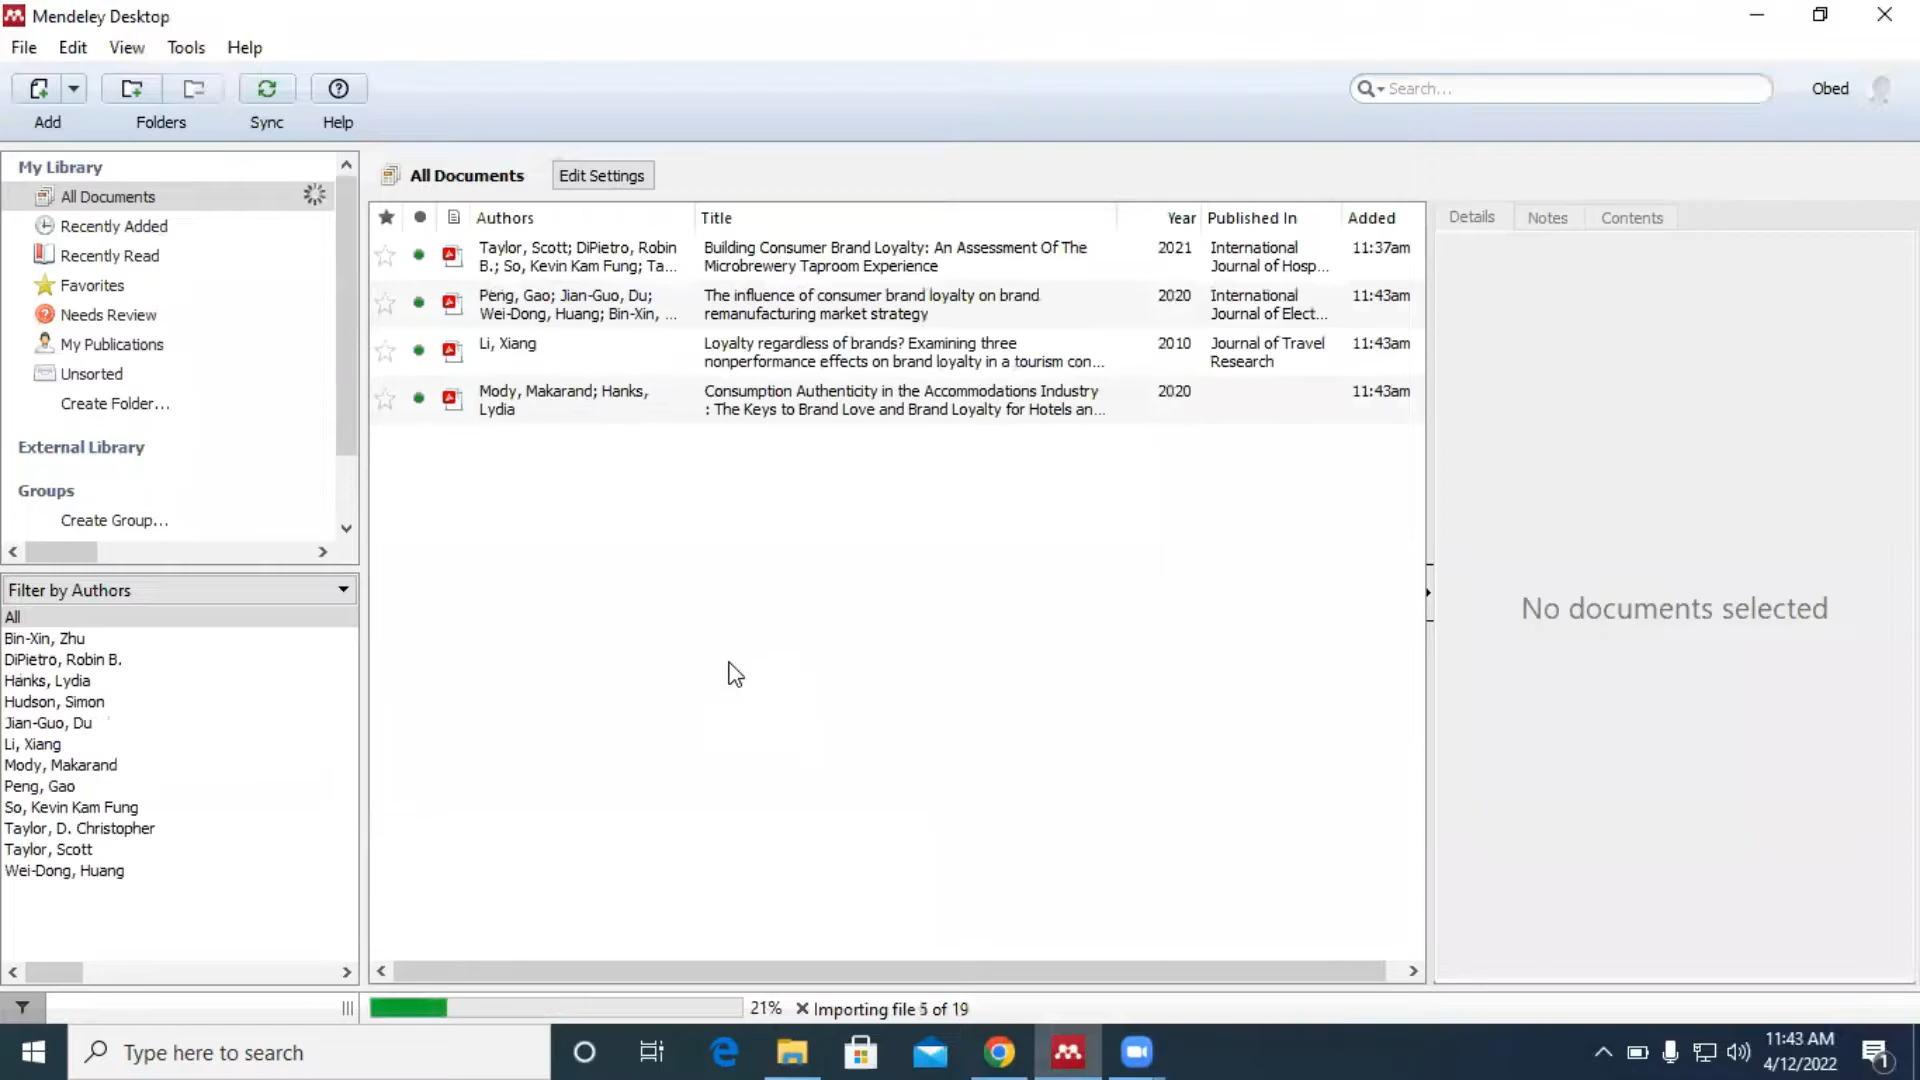 Mendeley Desktop
File Edit View Tools Help
Search...
Obed
Add Folders Sync Help
My Library
All Documents
Recently Added
Recently Read
Favorites
Needs Review
My Publications
Unsorted
Create Folder...
External Library
Groups
Create Group...
Filter by Authors
All
Bin-Xin, Zhu
DiPietro, Robin B.
Hanks, Lydia
Hudson, Simon
Jian-Guo, Du
Li, Xiang
Mody, Makarand
Peng, Gao
So, Kevin Kam Fung
Taylor, D. Christopher
Taylor, Scott
Wei-Dong, Huang
All Documents Edit Settings
Authors Title Year Published In Added
Taylor, Scott; DiPietro, Robin Building Consumer Brand Loyalty: An Assessment Of The 2021 International 11:37am
B.; So, Kevin Kam Fung; Ta... Microbrewery Taproom Experience Journal of Hosp...
Peng, Gao; Jian-Guo, Du; The influence of consumer brand loyalty on brand 2020 International 11:43am
Wei-Dong, Huang; Bin-Xin, ... remanufacturing market strategy Journal of Elect...
Li, Xiang Loyalty regardless of brands? Examining three 2010 Journal of Travel 11:43am
nonperformance effects on brand loyalty in a tourism con... Research
Mody, Makarand; Hanks, Consumption Authenticity in the Accommodations Industry 2020 11:43am
Lydia : The Keys to Brand Love and Brand Loyalty for Hotels an...
Details Notes Contents
No documents selected
21% Importing file 5 of 19
Type here to search
11:43 AM
4/12/2022
1